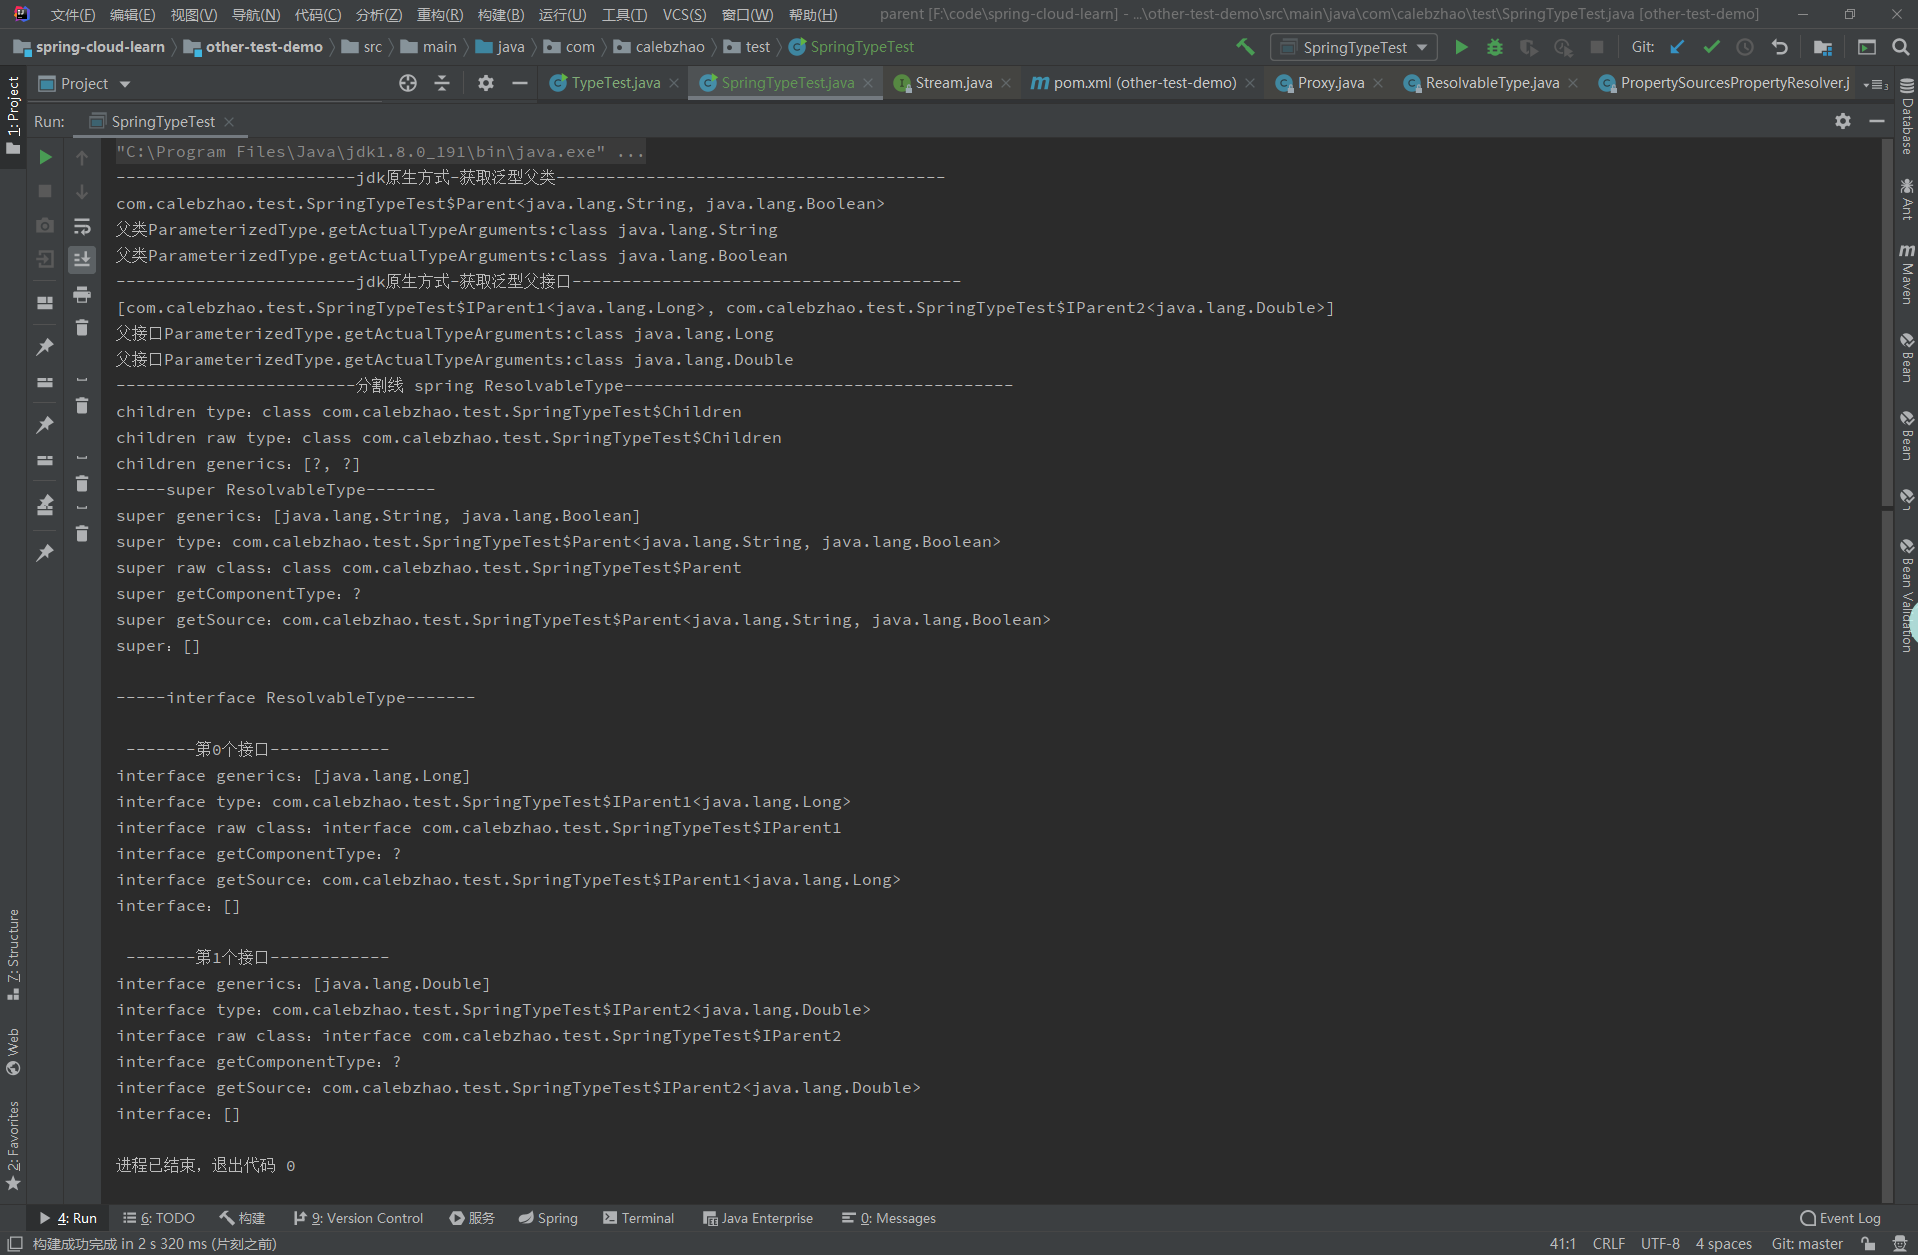 文件(F) 编辑(E) 视图(V) 导航(N) 代码(C) 分析(Z) 重构(R) 构建(B) 运行(U) 工具(T) VCS(S) 窗口(W) 帮助(H) parent [F:\code\spring-cloud-learn] - ...\other-test-demo\src\main\java\com\calebzhao\test\SpringTypeTest.java [other-test-demo]
spring-cloud-learn other-test-demo src main java com calebzhao test SpringTypeTest SpringTypeTest Git:
Project TypeTest.java SpringTypeTest.java Stream.java pom.xml (other-test-demo) Proxy.java ResolvableType.java PropertySourcesPropertyResolver.j
Run: SpringTypeTest
"C:\Program Files\Java\jdk1.8.0_191\bin\java.exe" ...
------------------------jdk原生方式-获取泛型父类---------------------------------------
com.calebzhao.test.SpringTypeTest$Parent<java.lang.String, java.lang.Boolean>
父类ParameterizedType.getActualTypeArguments:class java.lang.String
父类ParameterizedType.getActualTypeArguments:class java.lang.Boolean
------------------------jdk原生方式-获取泛型父接口---------------------------------------
[com.calebzhao.test.SpringTypeTest$IParent1<java.lang.Long>, com.calebzhao.test.SpringTypeTest$IParent2<java.lang.Double>]
父接口ParameterizedType.getActualTypeArguments:class java.lang.Long
父接口ParameterizedType.getActualTypeArguments:class java.lang.Double
------------------------分割线 spring ResolvableType---------------------------------------
children type：class com.calebzhao.test.SpringTypeTest$Children
children raw type：class com.calebzhao.test.SpringTypeTest$Children
children generics：[?, ?]
-----super ResolvableType-------
super generics：[java.lang.String, java.lang.Boolean]
super type：com.calebzhao.test.SpringTypeTest$Parent<java.lang.String, java.lang.Boolean>
super raw class：class com.calebzhao.test.SpringTypeTest$Parent
super getComponentType：?
super getSource：com.calebzhao.test.SpringTypeTest$Parent<java.lang.String, java.lang.Boolean>
super：[]
-----interface ResolvableType-------
-------第0个接口------------
interface generics：[java.lang.Long]
interface type：com.calebzhao.test.SpringTypeTest$IParent1<java.lang.Long>
interface raw class：interface com.calebzhao.test.SpringTypeTest$IParent1
interface getComponentType：?
interface getSource：com.calebzhao.test.SpringTypeTest$IParent1<java.lang.Long>
interface：[]
-------第1个接口------------
interface generics：[java.lang.Double]
interface type：com.calebzhao.test.SpringTypeTest$IParent2<java.lang.Double>
interface raw class：interface com.calebzhao.test.SpringTypeTest$IParent2
interface getComponentType：?
interface getSource：com.calebzhao.test.SpringTypeTest$IParent2<java.lang.Double>
interface：[]
进程已结束，退出代码 0
1: Project
Z: Structure
Web
2: Favorites
Database
Ant
Maven
Bean
Bean
Bean Validation
4: Run 6: TODO 构建 9: Version Control 服务 Spring Terminal Java Enterprise 0: Messages Event Log
构建成功完成 in 2 s 320 ms (片刻之前) 41:1 CRLF UTF-8 4 spaces Git: master